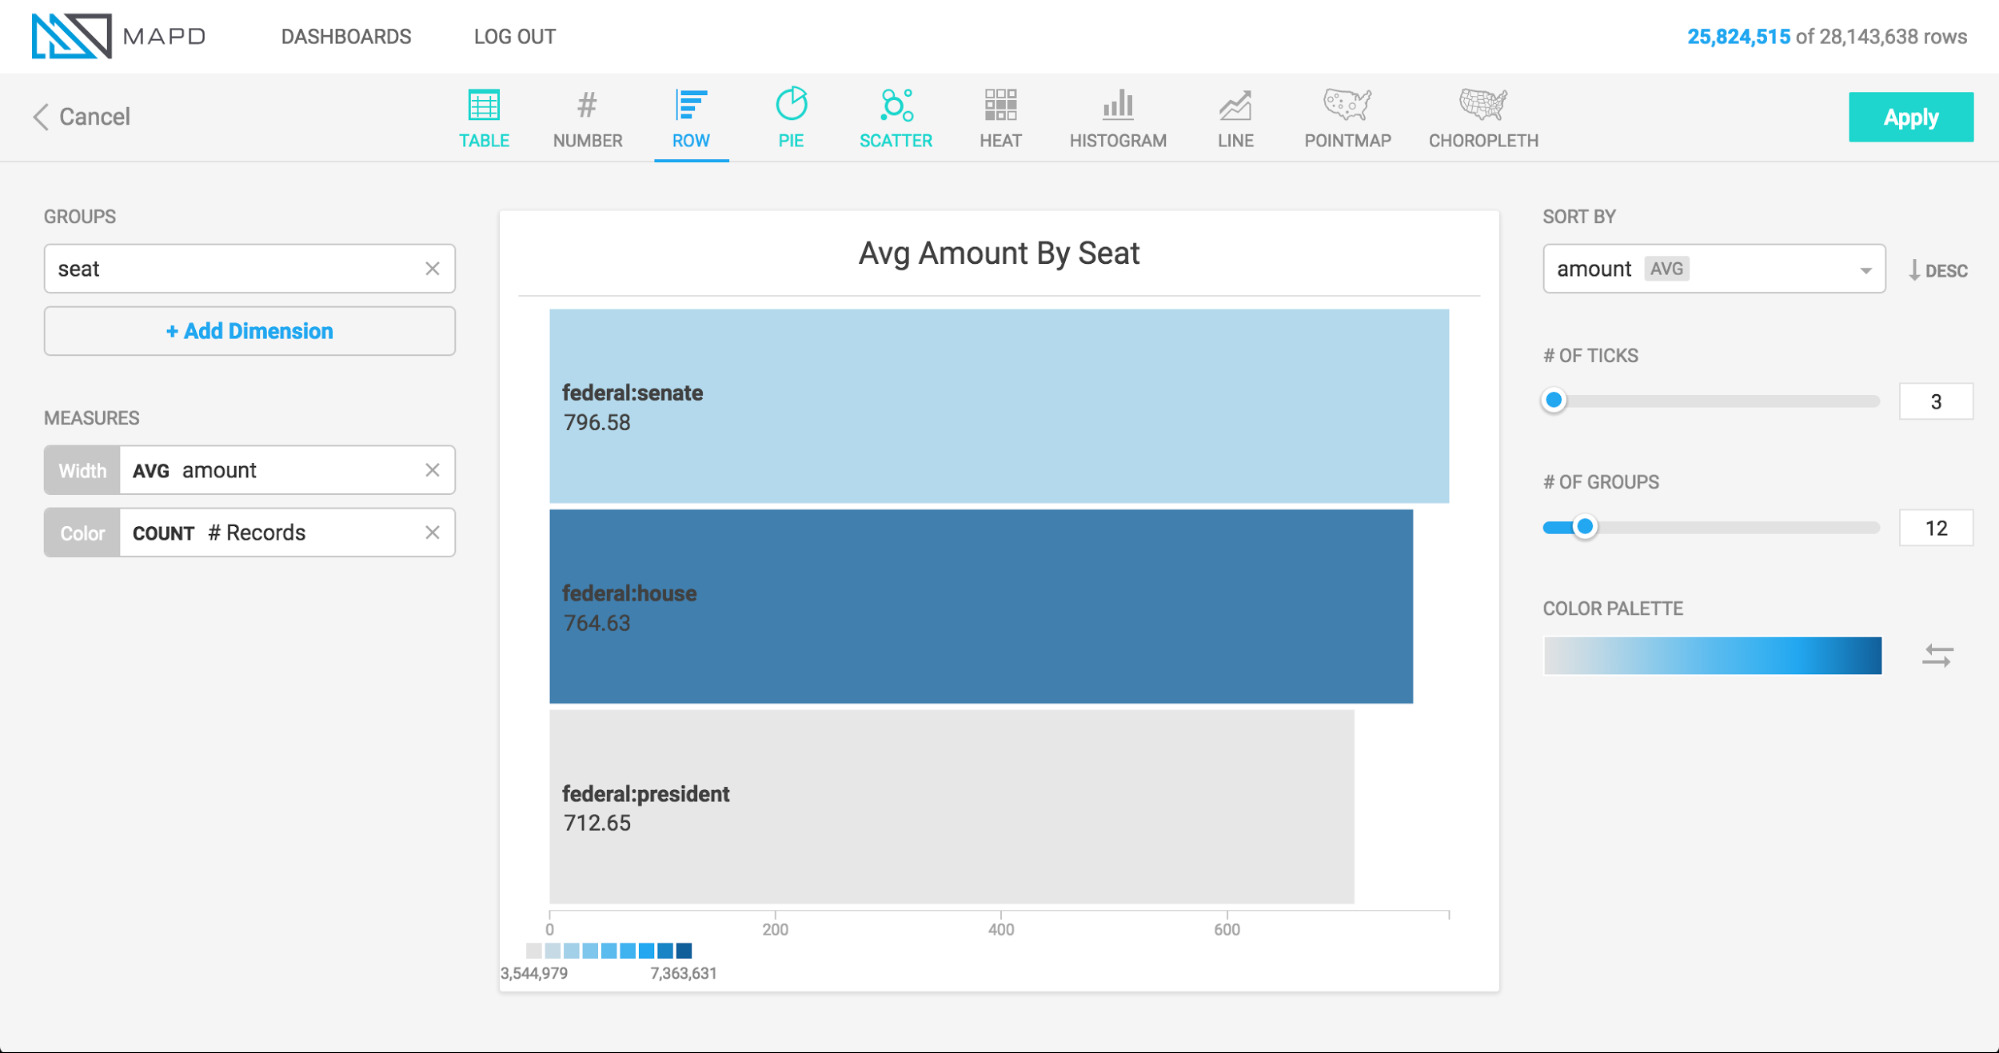 MAPD
DASHBOARDS
LOG OUT
25,824,515 of 28,143,638 rows
Cancel
TABLE
#
NUMBER
ROW
PIE
SCATTER
HEAT
HISTOGRAM
LINE
POINTMAP
CHOROPLETH
Apply
GROUPS
seat
+ Add Dimension
MEASURES
Width AVG amount
Color COUNT # Records
Avg Amount By Seat
federal:senate
796.58
federal:house
764.63
federal:president
712.65
0 200 400 600
3,544,979 7,363,631
SORT BY
amount AVG
DESC
# OF TICKS
3
# OF GROUPS
12
COLOR PALETTE